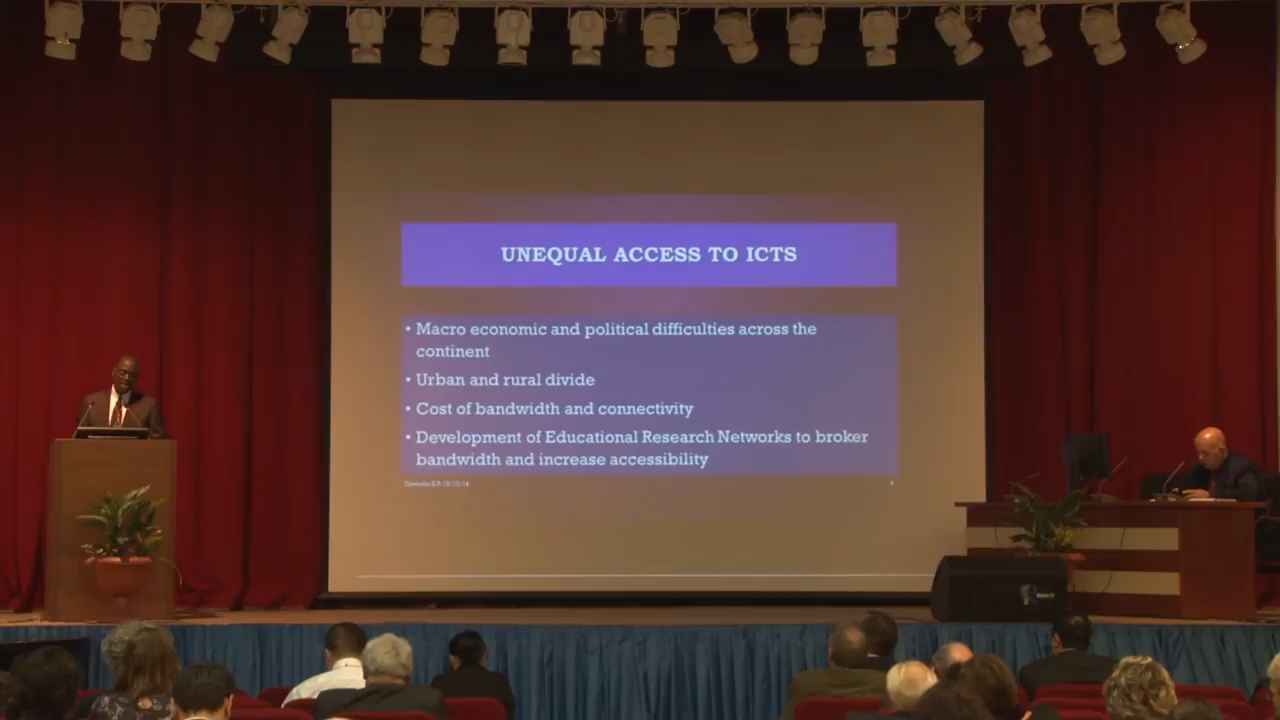 UNEQUAL ACCESS TO ICTS
• Macro economic and political difficulties across the
continent
• Urban and rural divide
• Cost of bandwidth and connectivity
• Development of Educational Research Networks to broker
bandwidth and increase accessibility